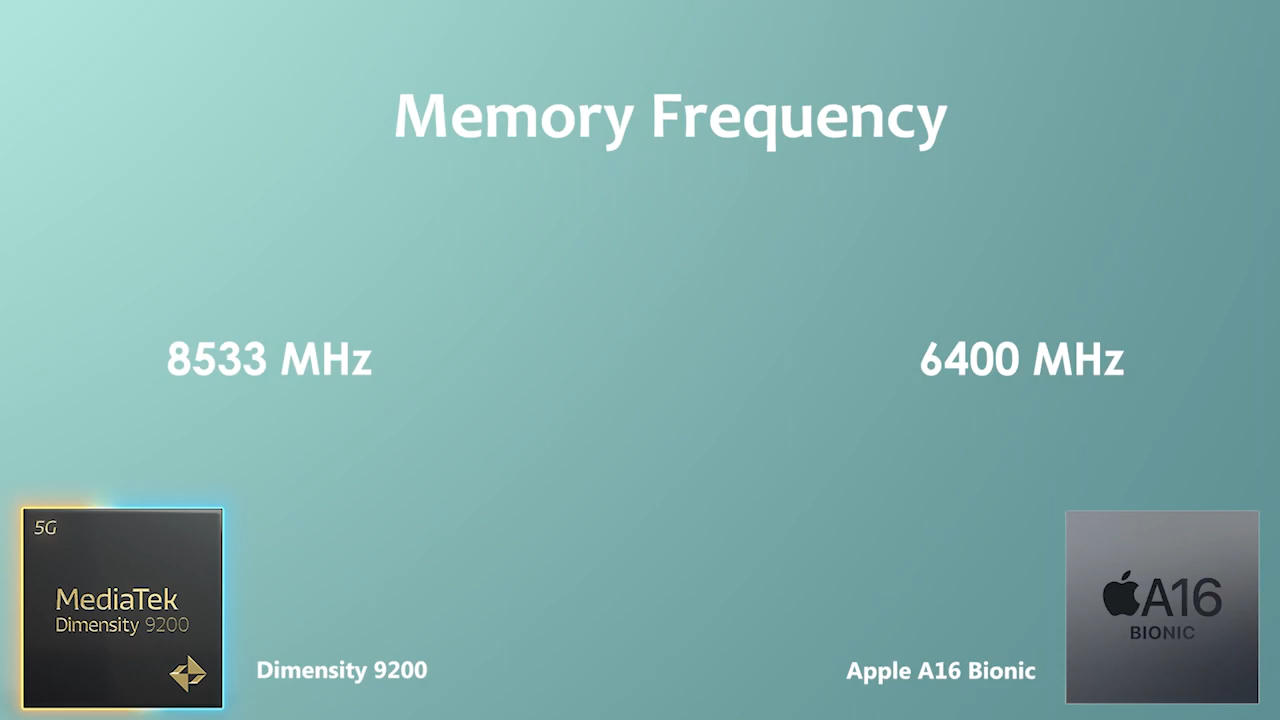 Memory Frequency
8533 MHz
6400 MHz
5G
MediaTek
Dimensity 9200
Dimensity 9200
A16
BIONIC
Apple A16 Bionic